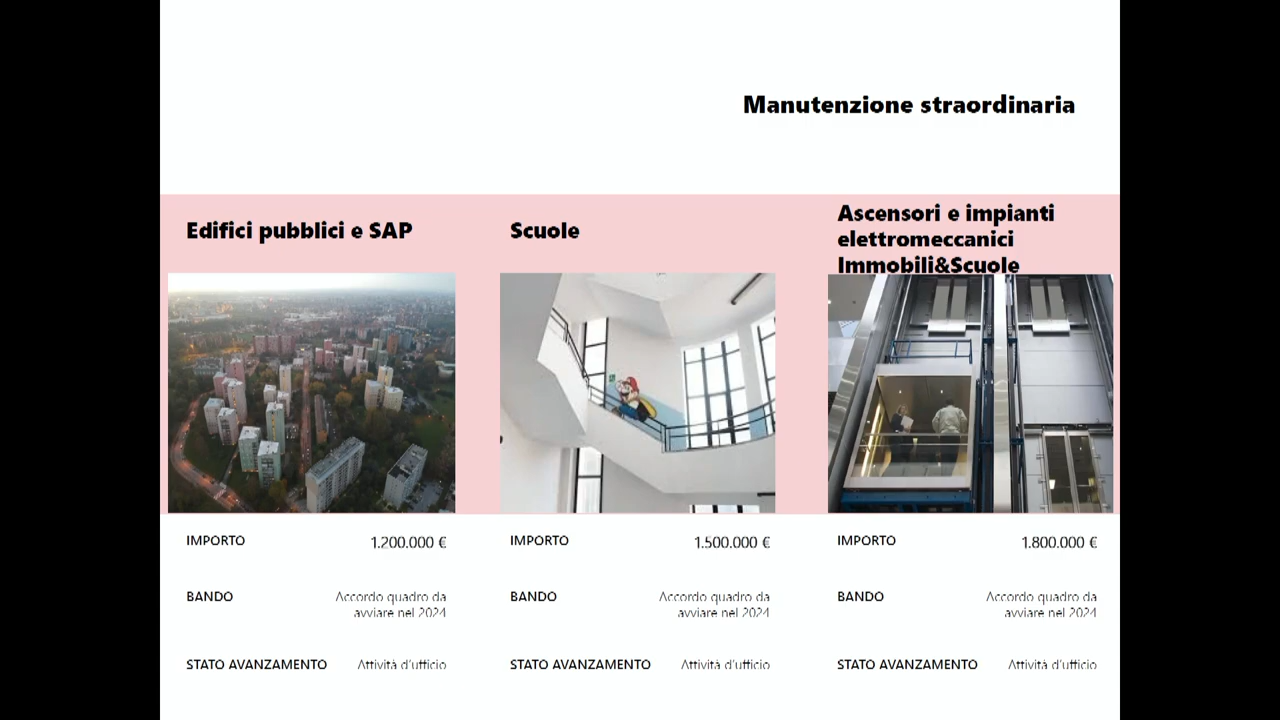 Manutenzione straordinaria
Edifici pubblici e SAP
Scuole
Ascensori e impianti
elettromeccanici
Immobili&Scuole
IMPORTO 1.200.000 €
BANDO Accordo quadro da
avviare nel 2024
STATO AVANZAMENTO Attività d'ufficio
IMPORTO 1.500.000 €
BANDO Accordo quadro da
avviare nel 2024
STATO AVANZAMENTO Attività d'ufficio
IMPORTO 1.800.000 €
BANDO Accordo quadro da
avviare nel 2024
STATO AVANZAMENTO Attività d'ufficio